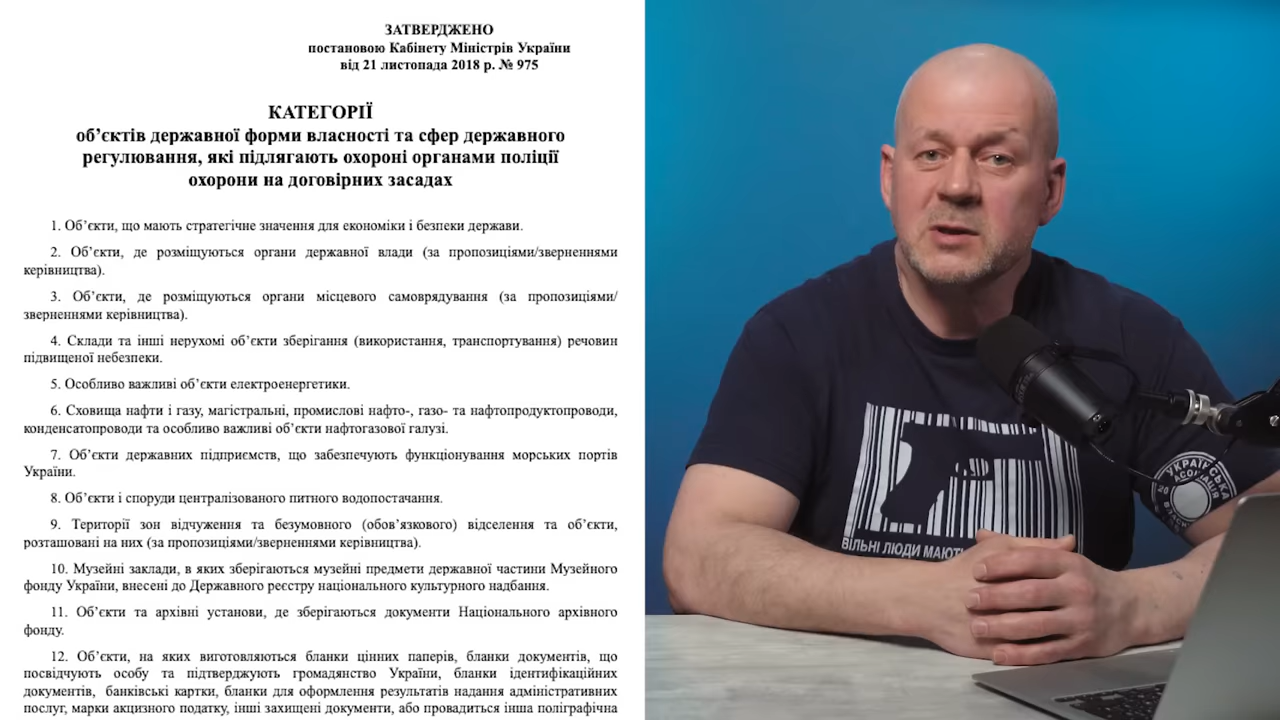 ЗАТВЕРДЖЕНО
постановою Кабінету Міністрів України
від 21 листопада 2018 р. № 975
КАТЕГОРІЇ
об’єктів державної форми власності та сфер державного
регулювання, які підлягають охороні органами поліції
охорони на договірних засадах
1. Об’єкти, що мають стратегічне значення для економіки і безпеки держави.
2. Об’єкти, де розміщуються органи державної влади (за пропозиціями/зверненнями
керівництва).
3. Об’єкти, де розміщуються органи місцевого самоврядування (за пропозиціями/
зверненнями керівництва).
4. Склади та інші нерухомі об’єкти зберігання (використання, транспортування) речовин
підвищеної небезпеки.
5. Особливо важливі об’єкти електроенергетики.
6. Сховища нафти і газу, магістральні, промислові нафто-, газо- та нафтопродуктопроводи,
конденсатопроводи та особливо важливі об’єкти нафтогазової галузі.
7. Об’єкти державних підприємств, що забезпечують функціонування морських портів
України.
8. Об’єкти і споруди централізованого питного водопостачання.
9. Території зон відчуження та безумовного (обов’язкового) відселення та об’єкти,
розташовані на них (за пропозиціями/зверненнями керівництва).
10. Музейні заклади, в яких зберігаються музейні предмети державної частини Музейного
фонду України, внесені до Державного реєстру національного культурного надбання.
11. Об’єкти та архівні установи, де зберігаються документи Національного архівного
фонду.
12. Об’єкти, на яких виготовляються бланки цінних паперів, бланки документів, що
посвідчують особу та підтверджують громадянство України, бланки ідентифікаційних
документів, банківські картки, бланки для оформлення результатів надання адміністративних
послуг, марки акцизного податку, інші захищені документи, або провадиться інша поліграфічна
ВІЛЬНІ ЛЮДИ МАЮТЬ
УКРАЇНСЬКА